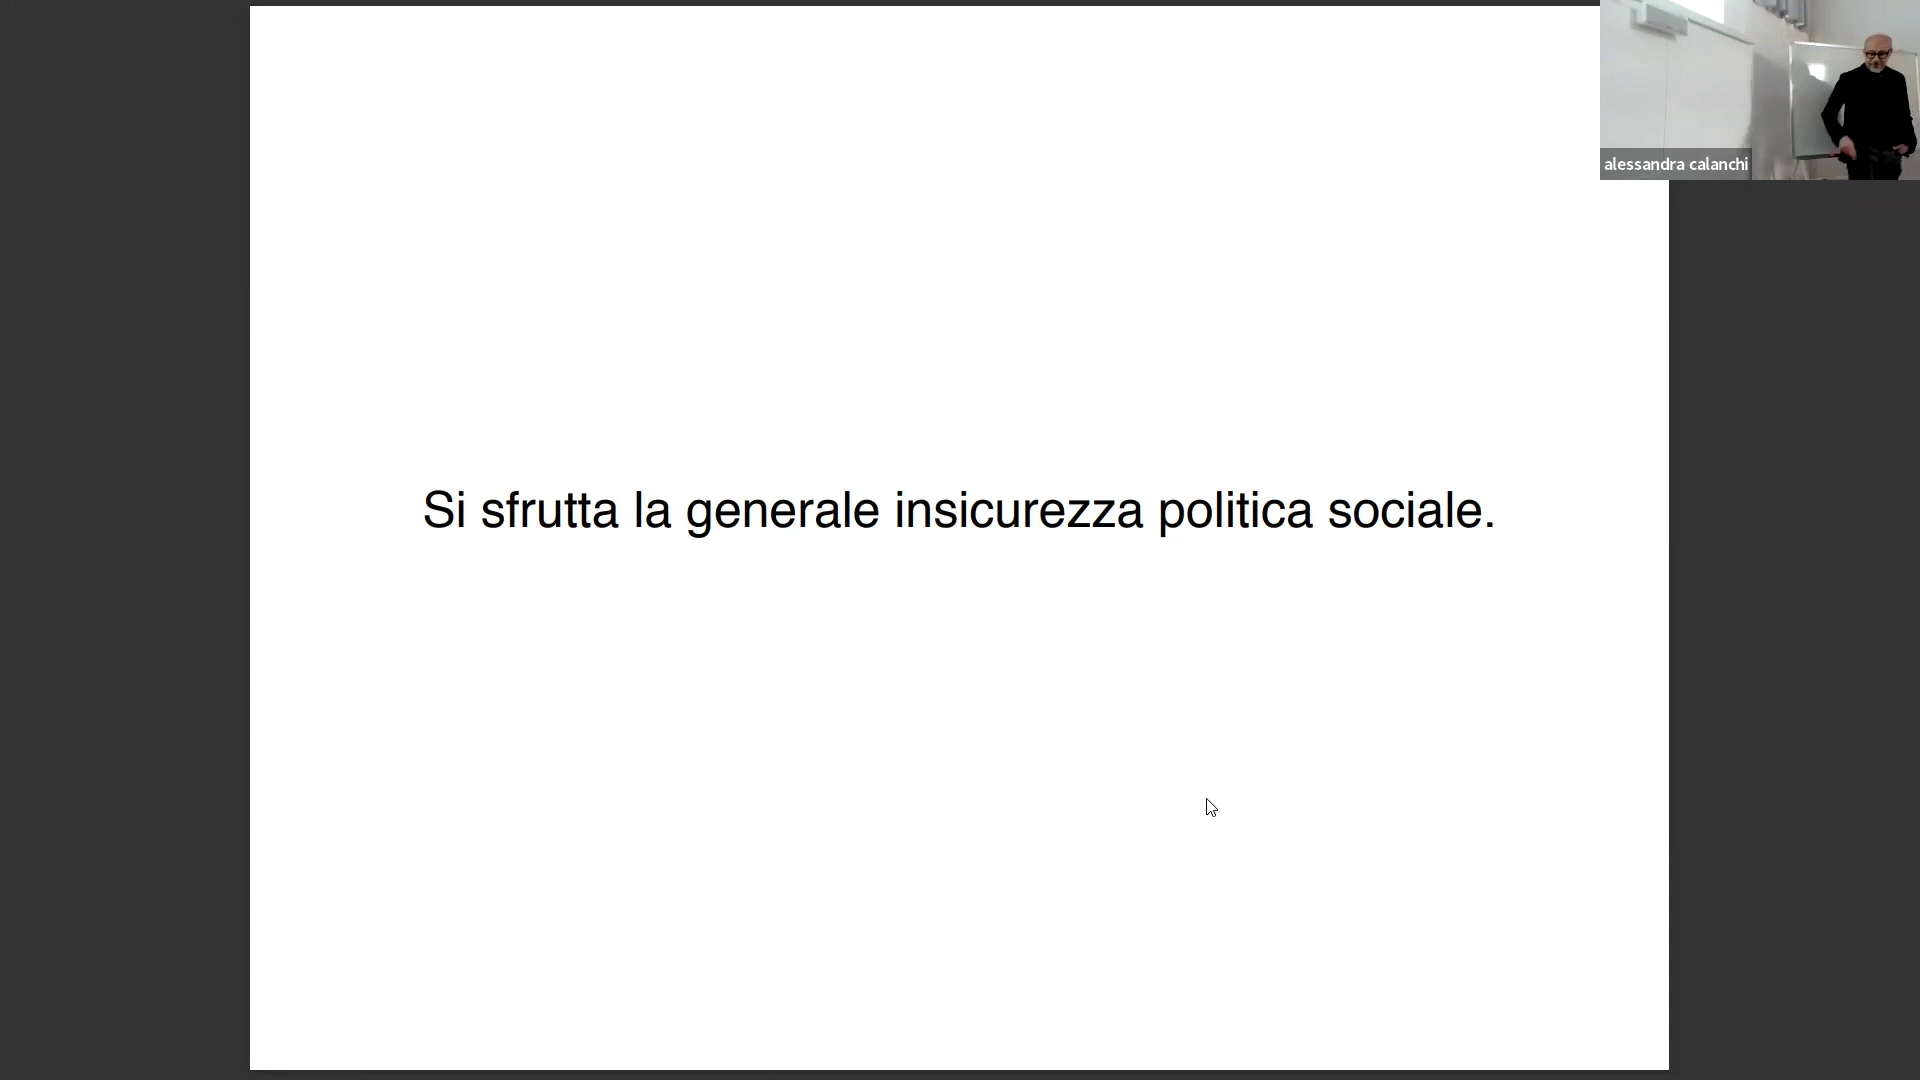 alessandra calanchi
Si sfrutta la generale insicurezza politica sociale.